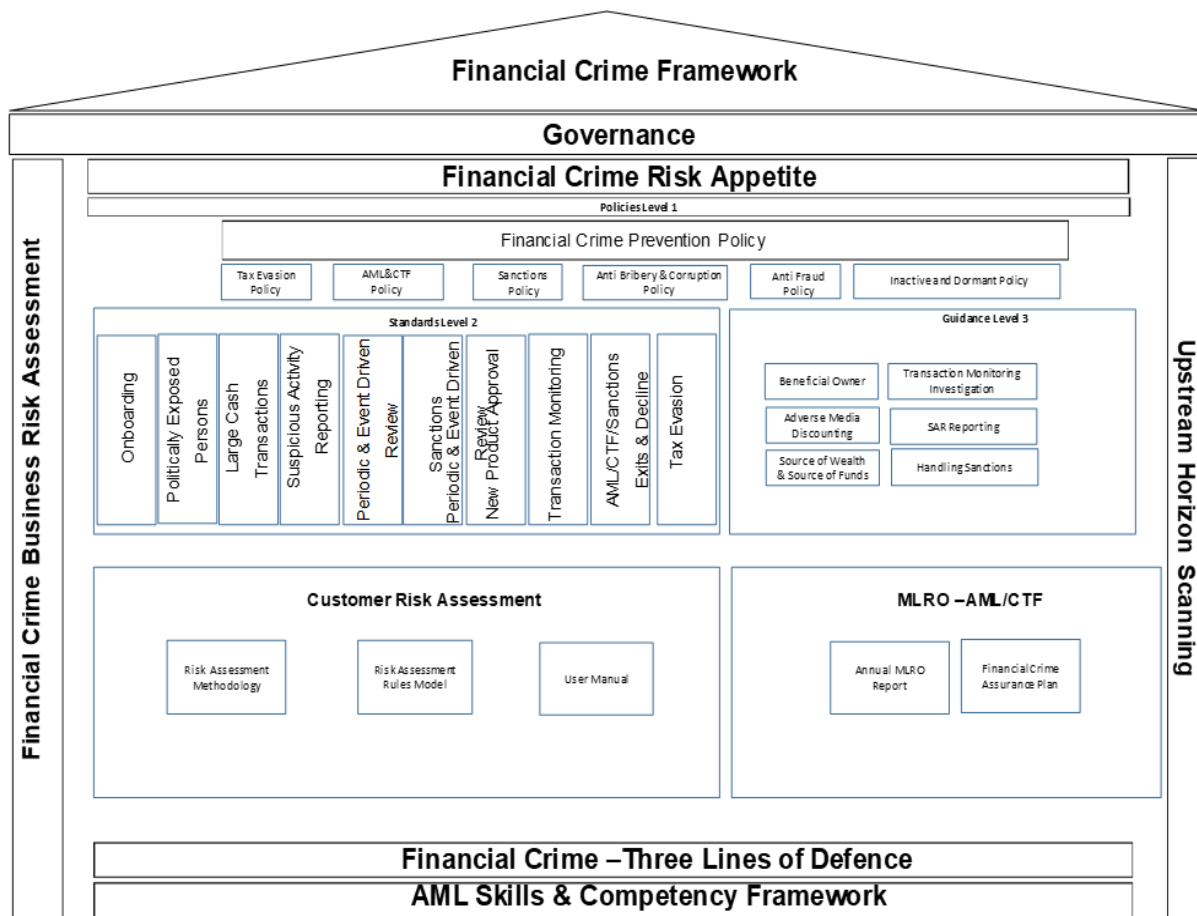 Financial Crime Framework
Governance
Financial Crime Risk Appetite
Policies Level 1
Financial Crime Prevention Policy
Tax Evasion
Policy
AML&CTF
Policy
Sanctions
Policy
Anti Bribery & Corruption
Policy
Anti Fraud
Policy
Inactive and Dormant Policy
Financial Crime Business Risk Assessment
Standards Level 2
Onboarding
Politically Exposed
Persons
Large Cash
Transactions
Suspicious Activity
Reporting
Periodic & Event Driven
Review
Sanctions
Periodic & Event Driven
Review
New Product Approval
Transaction Monitoring
AML/CTF/Sanctions
Exits & Decline
Tax Evasion
Guidance Level 3
Beneficial Owner
Transaction Monitoring
Investigation
Adverse Media
Discounting
SAR Reporting
Source of Wealth
& Source of Funds
Handling Sanctions
Upstream Horizon Scanning
Customer Risk Assessment
Risk Assessment
Methodology
Risk Assessment
Rules Model
User Manual
MLRO –AML/CTF
Annual MLRO
Report
Financial Crime
Assurance Plan
Financial Crime –Three Lines of Defence
AML Skills & Competency Framework